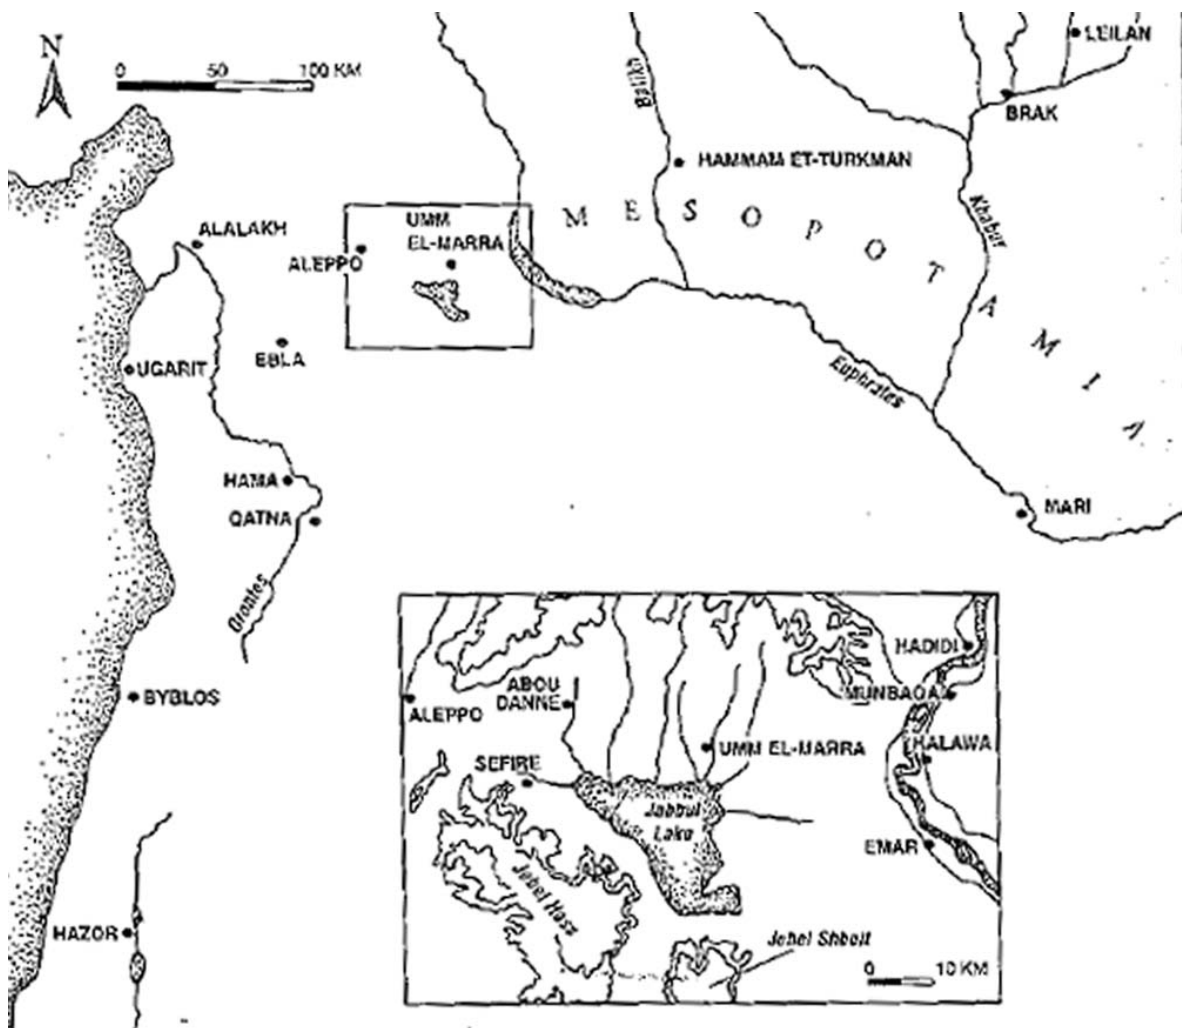 N
0 50 100 KM
LEILAN
BRAK
Balikh
HAMMAM ET-TURKMAN
MESOPOTAMIA
Khabur
UMM
EL-MARRA
ALALAKH
ALEPPO
EBLA
UGARIT
Euphrates
HAMA
QATNA
MARI
Orontes
BYBLOS
HAZOR
HADIDI
MUNBAQA
ABOU
DANNE
ALEPPO
HALAWA
UMM EL-MARRA
SEFIRE
Jabbul
Lake
EMAR
Jebel Hass
Jebel Shbeit
0 10 KM